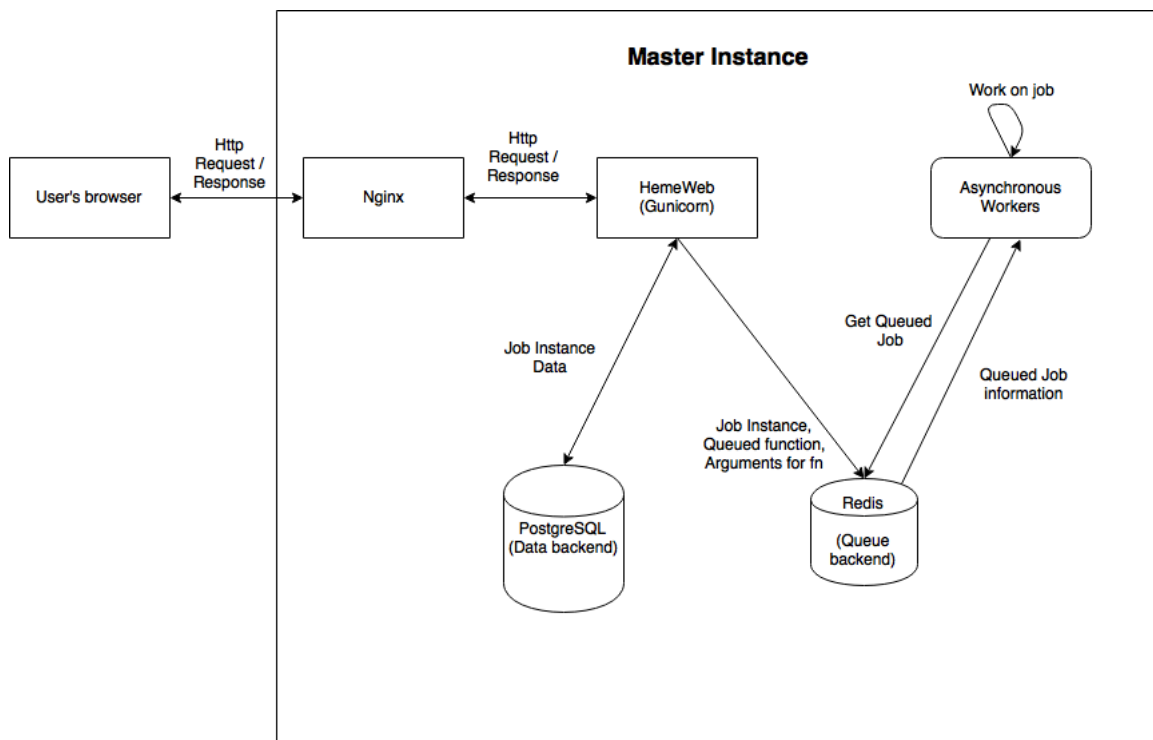 Master Instance
Work on job
Http
Request /
Response
Http
Request /
Response
User's browser
Nginx
HemeWeb
(Gunicorn)
Asynchronous
Workers
Get Queued
Job
Job Instance
Data
Queued Job
information
Job Instance,
Queued function,
Arguments for fn
Redis
(Queue
backend)
PostgreSQL
(Data backend)